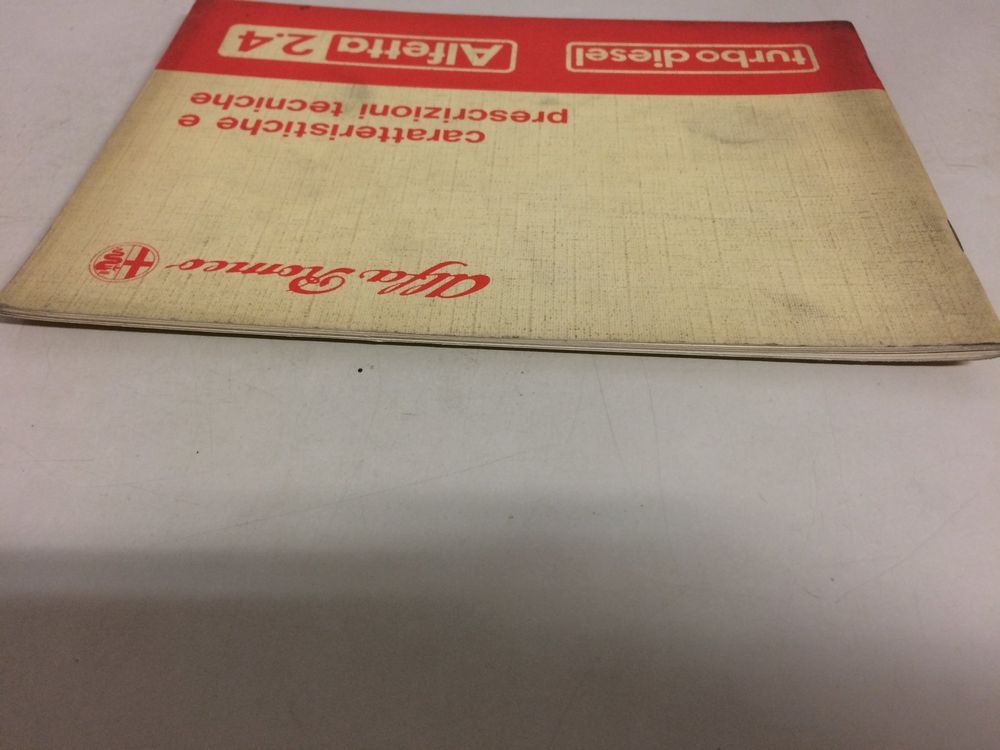 Alfa Romeo
caratteristiche e
prescrizioni tecniche
turbodiesel Alfetta 2.4